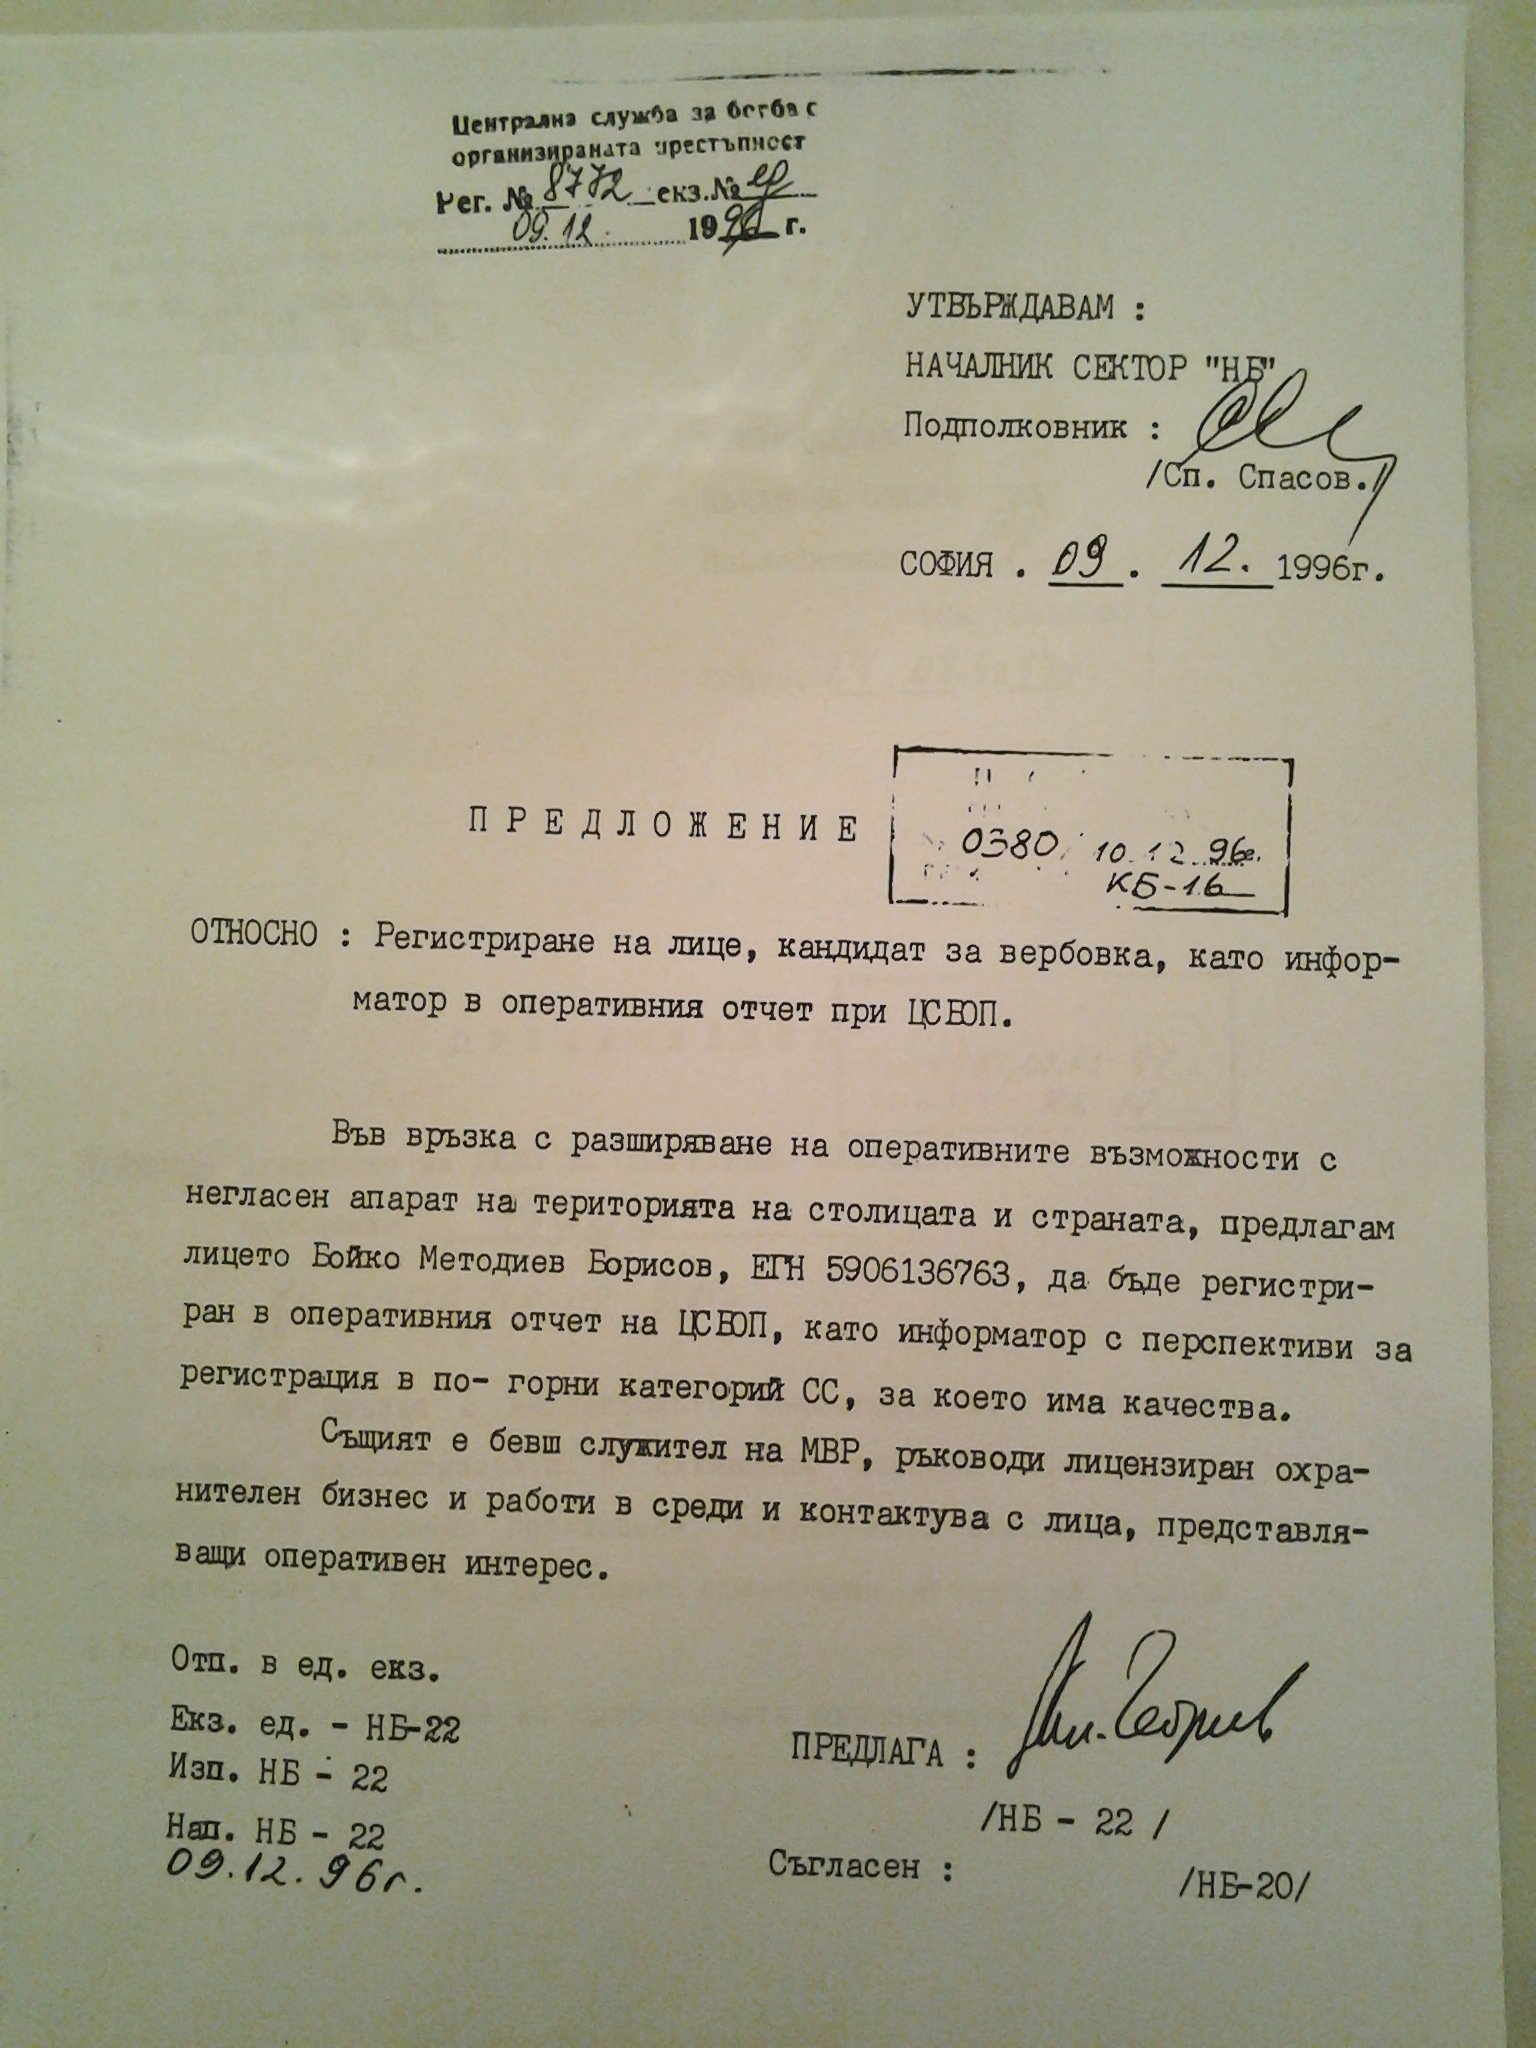 Централна служба за борба с
организираната престъпност
Рег. № 8772 екз. № ед
09.12. 1996 г.
УТВЪРЖДАВАМ :
НАЧАЛНИК СЕКТОР "НБ"
Подполковник :
/Сп. Спасов./
СОФИЯ . 09 . 12. 1996г.
П Р Е Д Л О Ж Е Н И Е
0380 10.12.96г.
КБ-16
ОТНОСНО : Регистриране на лице, кандидат за вербовка, като инфор-
матор в оперативния отчет при ЦСБОП.
Във връзка с разширяване на оперативните възможности с
негласен апарат на територията на столицата и страната, предлагам
лицето Бойко Методиев Борисов, ЕГН 5906136763, да бъде регистри-
ран в оперативния отчет на ЦСБОП, като информатор с перспективи за
регистрация в по- горни категорий СС, за което има качества.
Същият е бевш служител на МВР, ръководи лицензиран охра-
нителен бизнес и работи в среди и контактува с лица, представля-
ващи оперативен интерес.
Отп. в ед. екз.
Екз. ед. - НБ-22
Изп. НБ - 22
Нап. НБ - 22
09.12.96г.
ПРЕДЛАГА :
/НБ - 22 /
Съгласен :
/НБ-20/